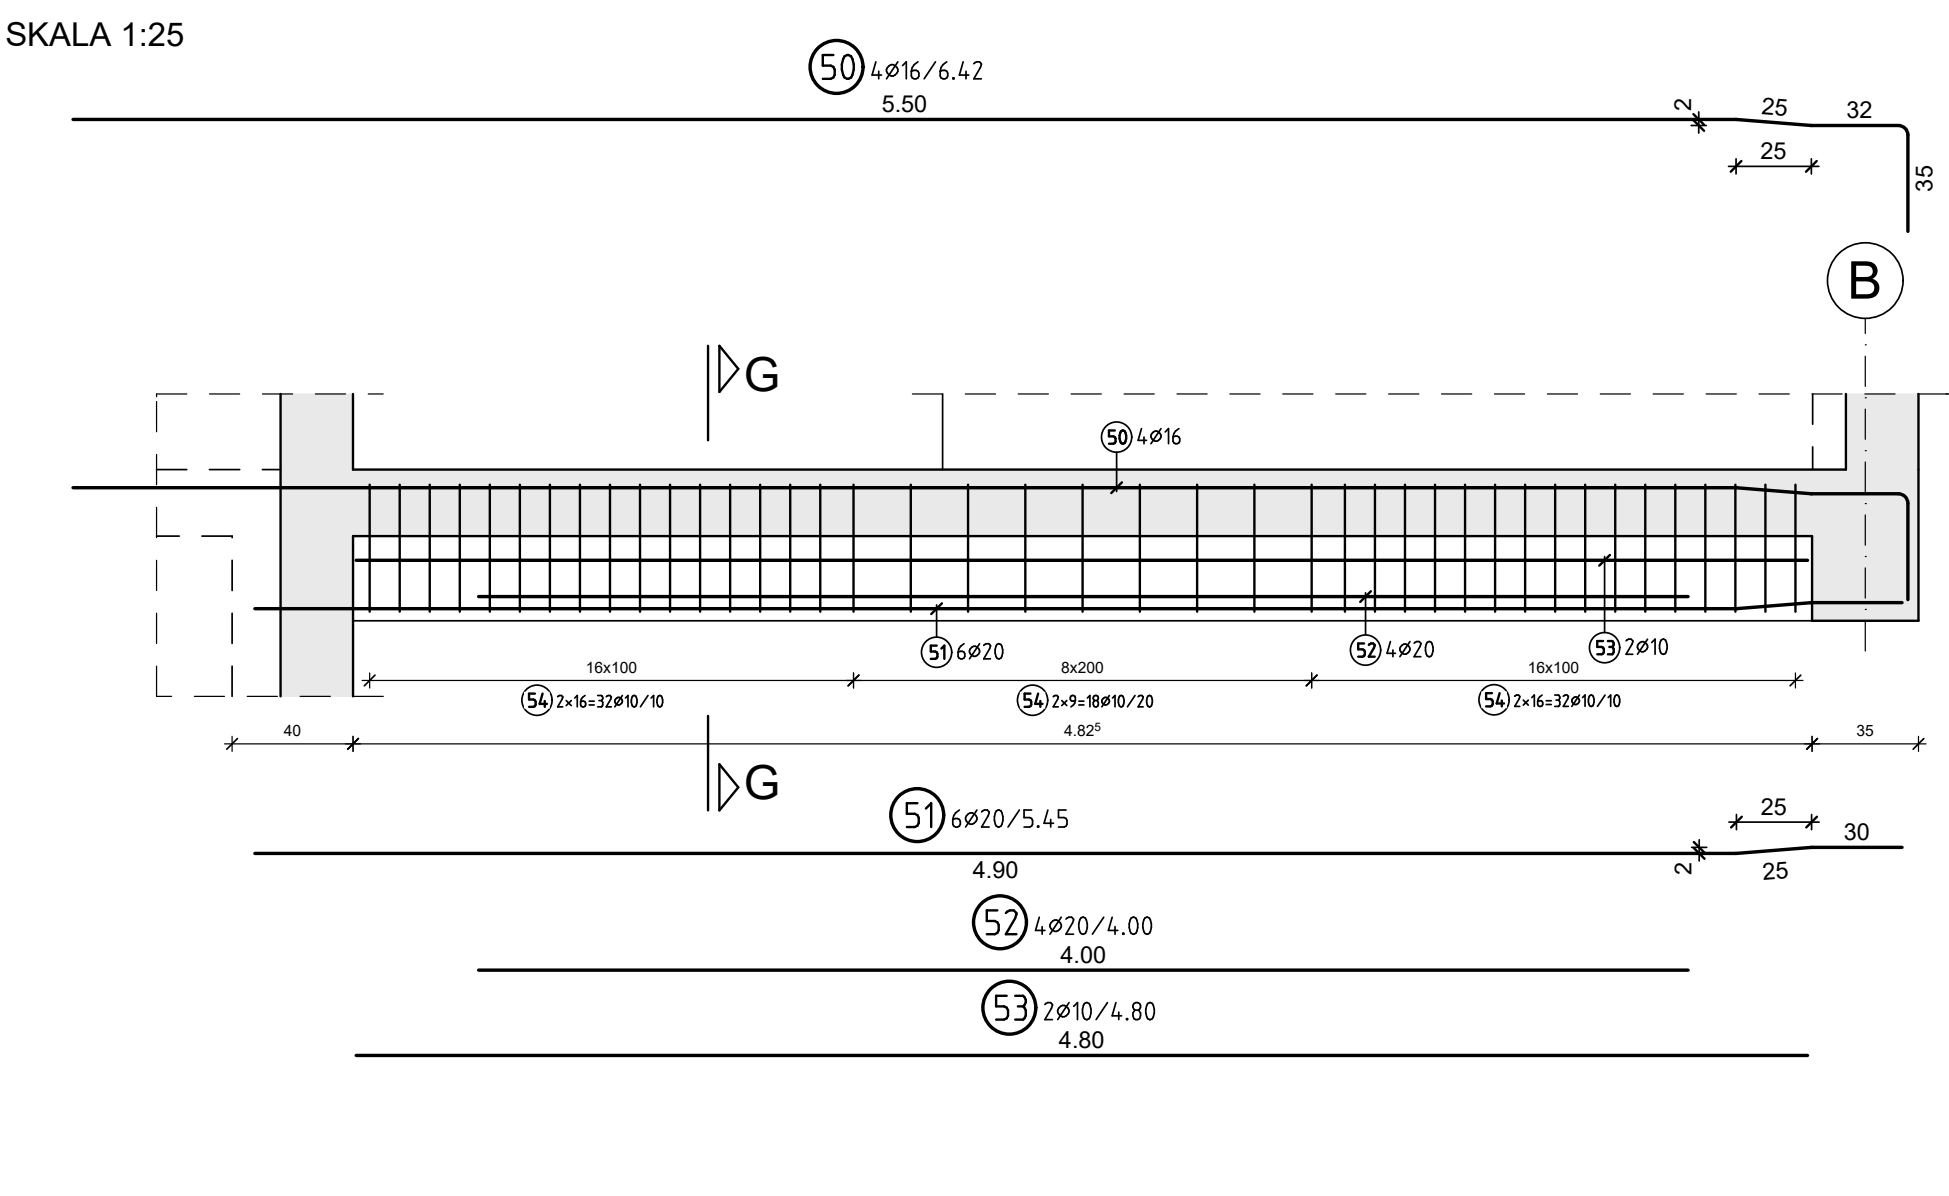 SKALA 1:25
50 4ø16/6.42
5.50
2
25
32
25
35
B
G
50 4ø16
51 6ø20
52 4ø20
53 2ø10
16x100
8x200
16x100
54 2×16=32ø10/10
54 2×9=18ø10/20
54 2×16=32ø10/10
40
4.82⁵
35
G
51 6ø20/5.45
25
30
4.90
2
25
52 4ø20/4.00
4.00
53 2ø10/4.80
4.80